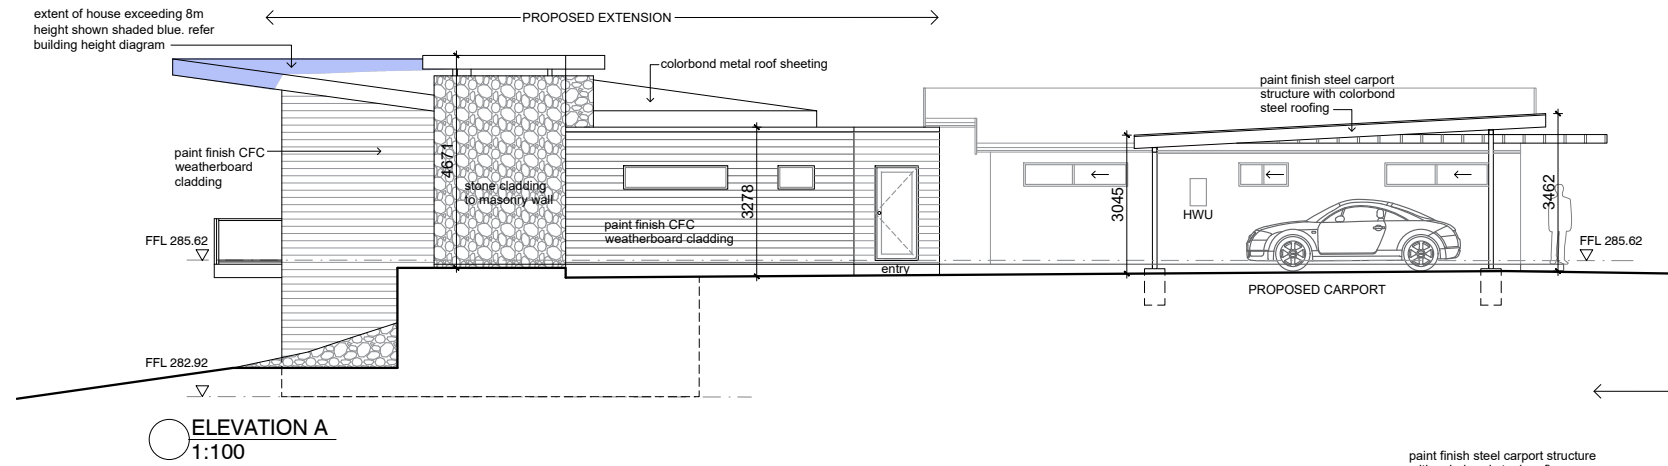 extent of house exceeding 8m
height shown shaded blue. refer
building height diagram
PROPOSED EXTENSION
colorbond metal roof sheeting
paint finish steel carport
structure with colorbond
steel roofing
paint finish CFC
weatherboard
cladding
4671
stone cladding
to masonry wall
3278
paint finish CFC
weatherboard cladding
entry
3045
HWU
3462
FFL 285.62
FFL 285.62
PROPOSED CARPORT
FFL 282.92
ELEVATION A
1:100
paint finish steel carport structure